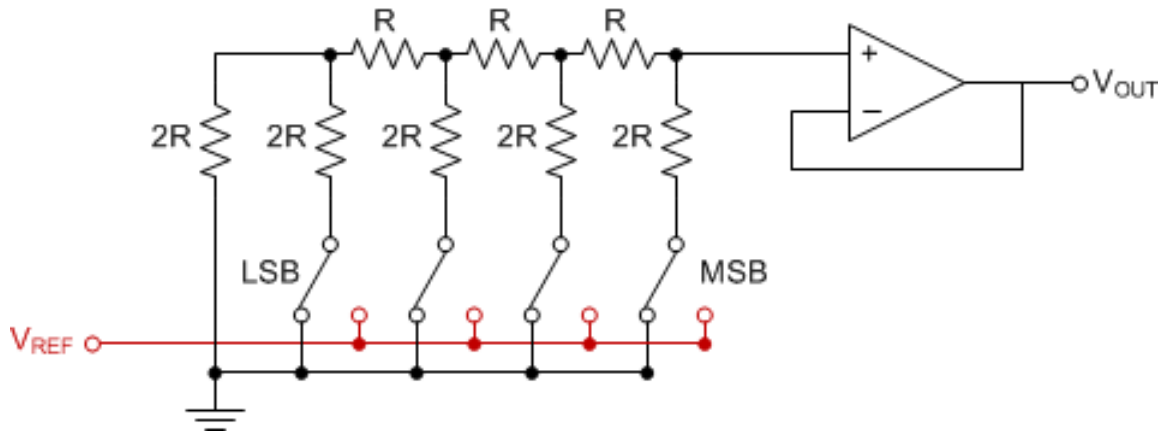 R R R
2R 2R 2R 2R 2R
+
−
VOUT
LSB MSB
VREF